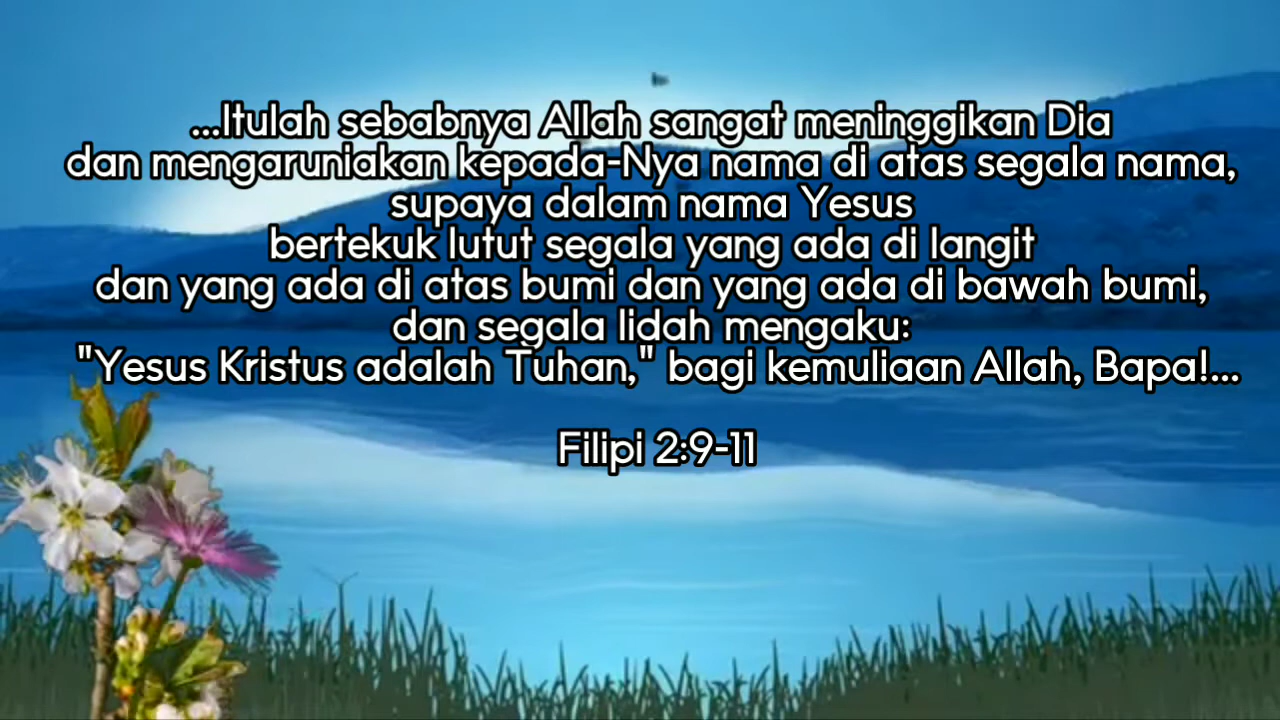 ...Itulah sebabnya Allah sangat meninggikan Dia
dan mengaruniakan kepada-Nya nama di atas segala nama,
supaya dalam nama Yesus
bertekuk lutut segala yang ada di langit
dan yang ada di atas bumi dan yang ada di bawah bumi,
dan segala lidah mengaku:
"Yesus Kristus adalah Tuhan," bagi kemuliaan Allah, Bapa!...
Filipi 2:9-11